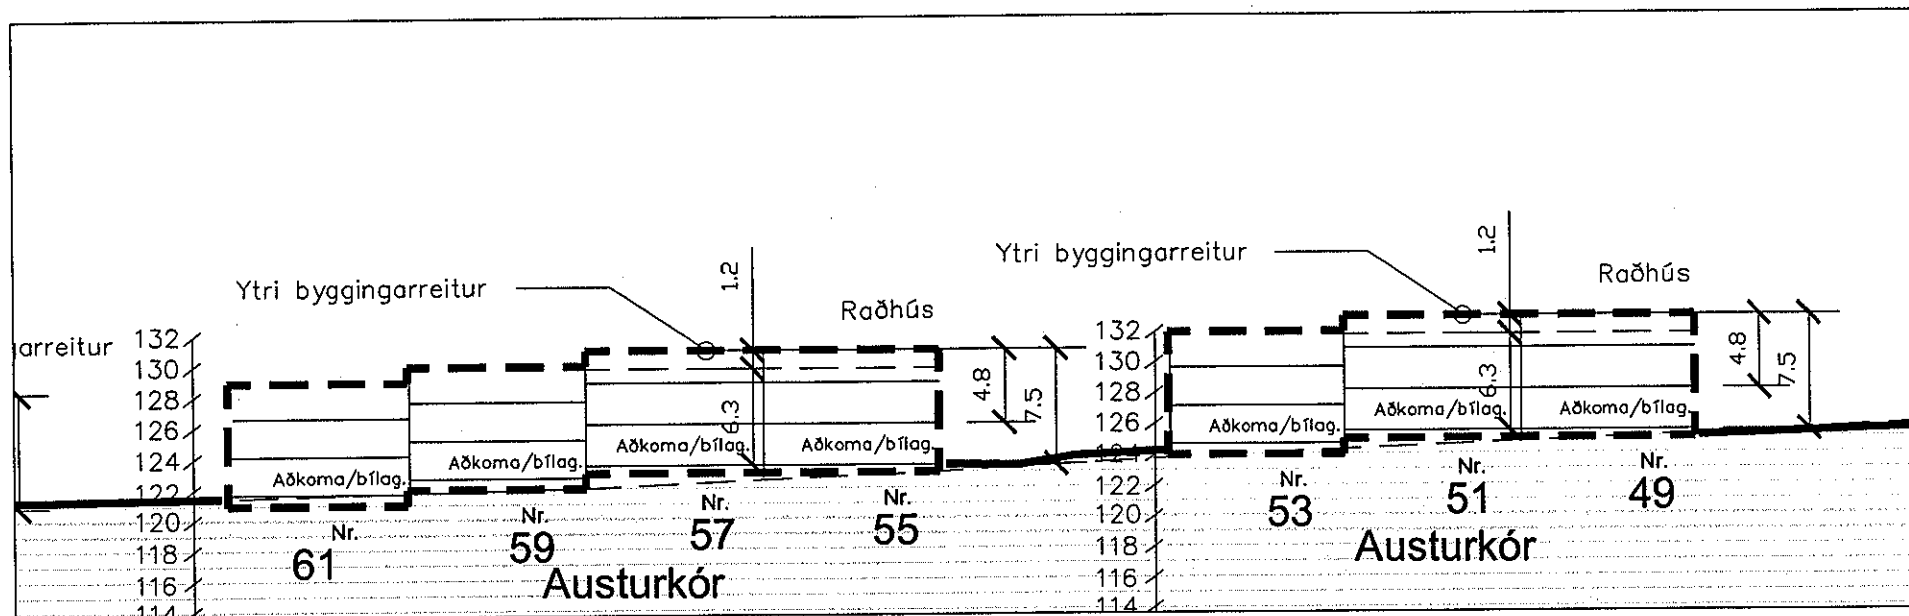 arreitur
132
130
128
126
124
122
120
118
116
114
Ytri byggingarreitur
1.2
Raðhús
6.3
4.8
7.5
Aðkoma/bílag.
Aðkoma/bílag.
Aðkoma/bílag.
Aðkoma/bílag.
Nr.
61
Nr.
59
Nr.
57
Nr.
55
Austurkór
132
130
128
126
124
122
120
118
116
114
Ytri byggingarreitur
1.2
Raðhús
6.3
4.8
7.5
Aðkoma/bílag.
Aðkoma/bílag.
Aðkoma/bílag.
Nr.
53
Nr.
51
Nr.
49
Austurkór